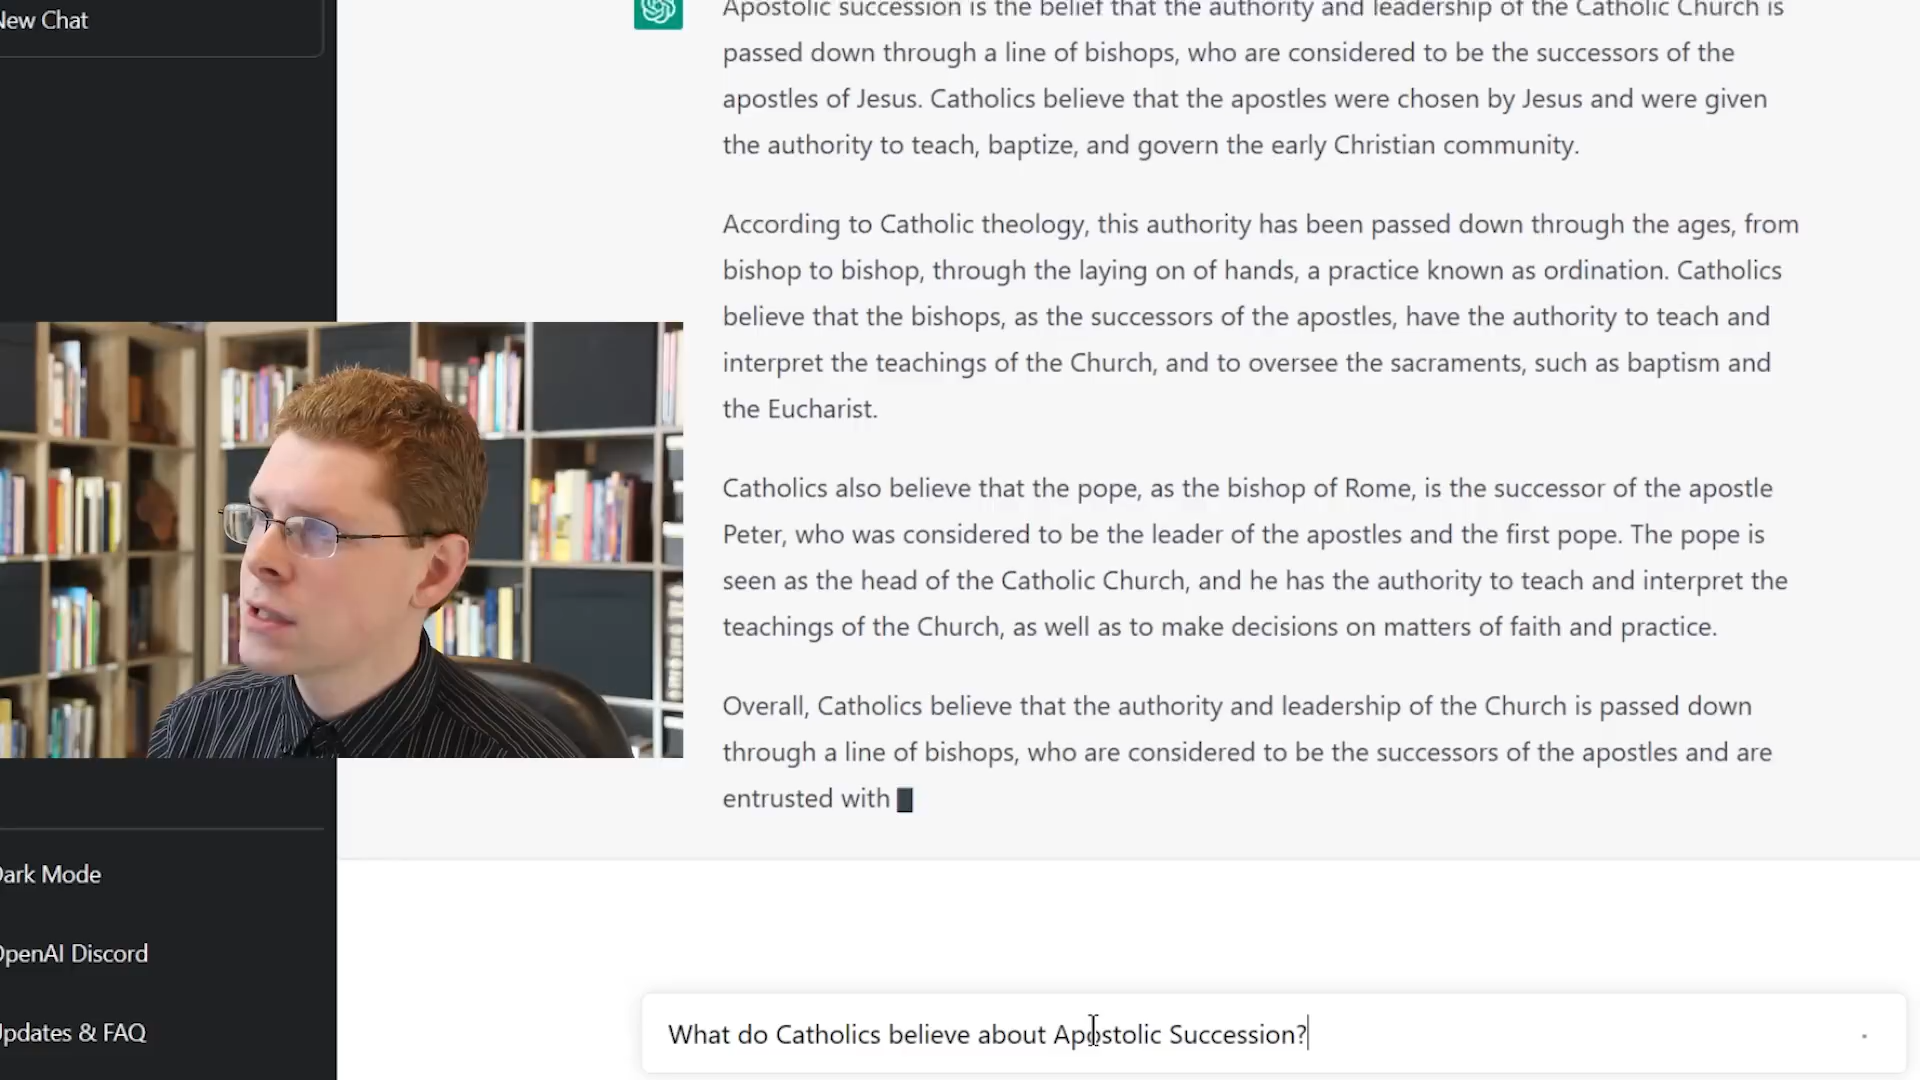 New Chat
Apostolic succession is the belief that the authority and leadership of the Catholic Church is
passed down through a line of bishops, who are considered to be the successors of the
apostles of Jesus. Catholics believe that the apostles were chosen by Jesus and were given
the authority to teach, baptize, and govern the early Christian community.
According to Catholic theology, this authority has been passed down through the ages, from
bishop to bishop, through the laying on of hands, a practice known as ordination. Catholics
believe that the bishops, as the successors of the apostles, have the authority to teach and
interpret the teachings of the Church, and to oversee the sacraments, such as baptism and
the Eucharist.
Catholics also believe that the pope, as the bishop of Rome, is the successor of the apostle
Peter, who was considered to be the leader of the apostles and the first pope. The pope is
seen as the head of the Catholic Church, and he has the authority to teach and interpret the
teachings of the Church, as well as to make decisions on matters of faith and practice.
Overall, Catholics believe that the authority and leadership of the Church is passed down
through a line of bishops, who are considered to be the successors of the apostles and are
entrusted with
Dark Mode
OpenAI Discord
Updates & FAQ
What do Catholics believe about Apostolic Succession?